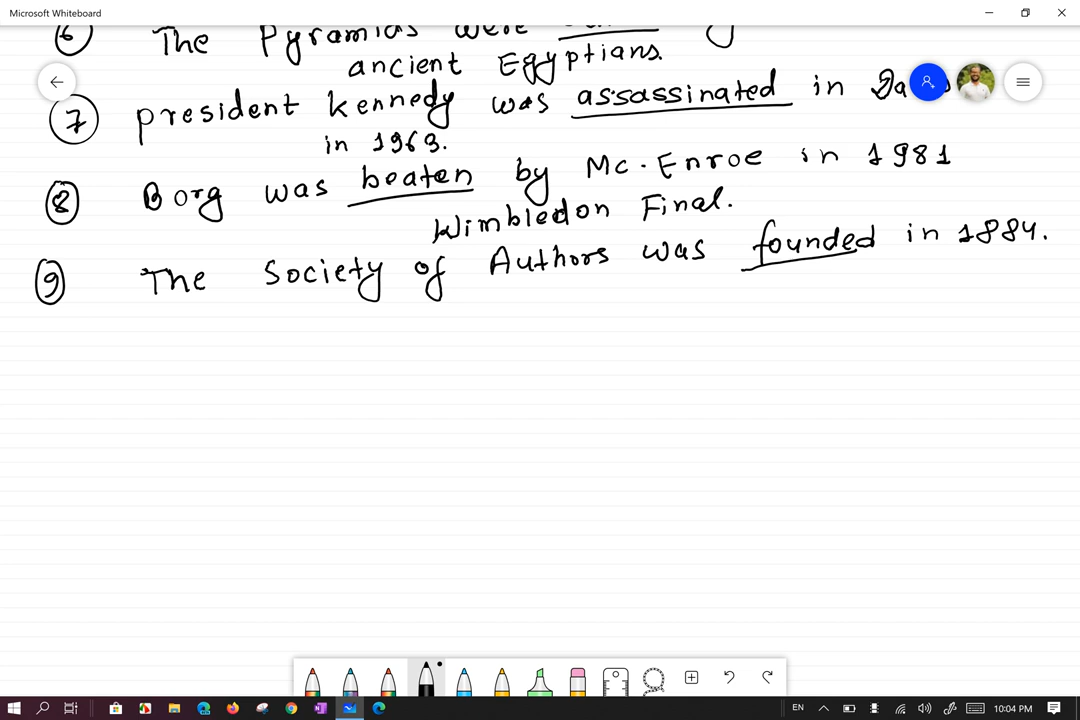 Microsoft Whiteboard
6 The Pyramids were by
ancient Egyptians.
7 president kennedy was assassinated in
in 1963.
8 Borg was beaten by Mc. Enroe in 1981
Wimbledon Final.
9 The Society of Authors was founded in 1884.
EN 10:04 PM